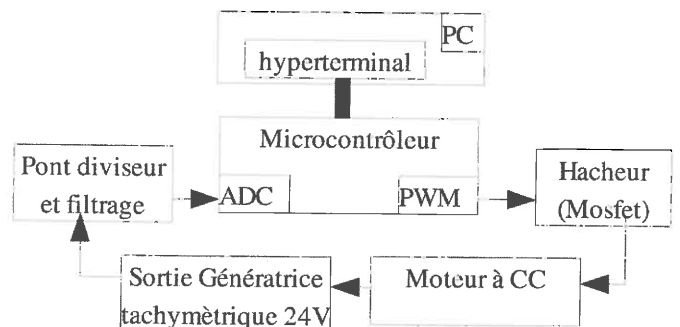 PC
hyperterminal
Microcontrôleur
ADC
PWM
Pont diviseur
et filtrage
Hacheur
(Mosfet)
Sortie Génératrice
tachymètrique 24V
Moteur à CC